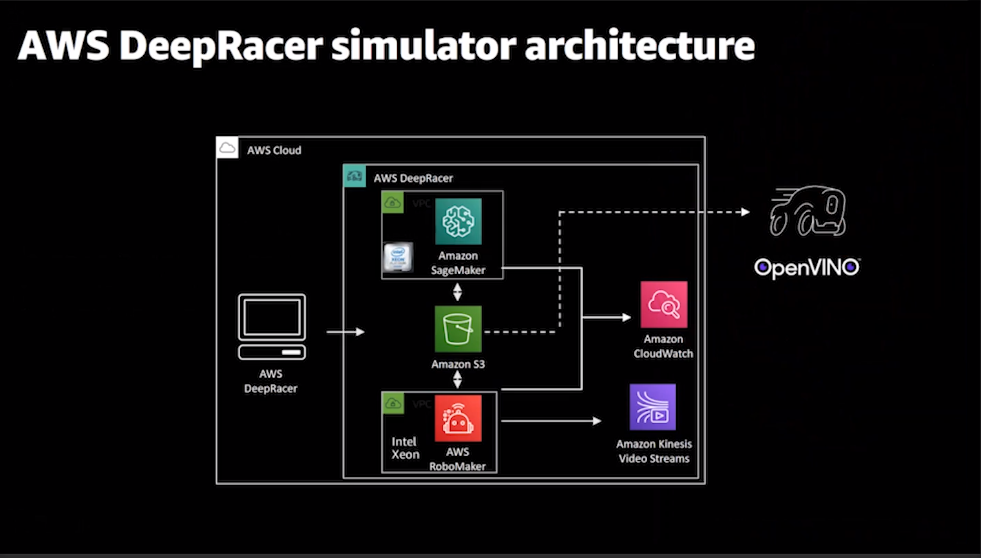 AWS DeepRacer simulator architecture
AWS Cloud
AWS DeepRacer
VPC
Amazon
SageMaker
AWS
DeepRacer
Amazon S3
VPC
Intel
Xeon
AWS
RoboMaker
Amazon
CloudWatch
Amazon Kinesis
Video Streams
OpenVINO